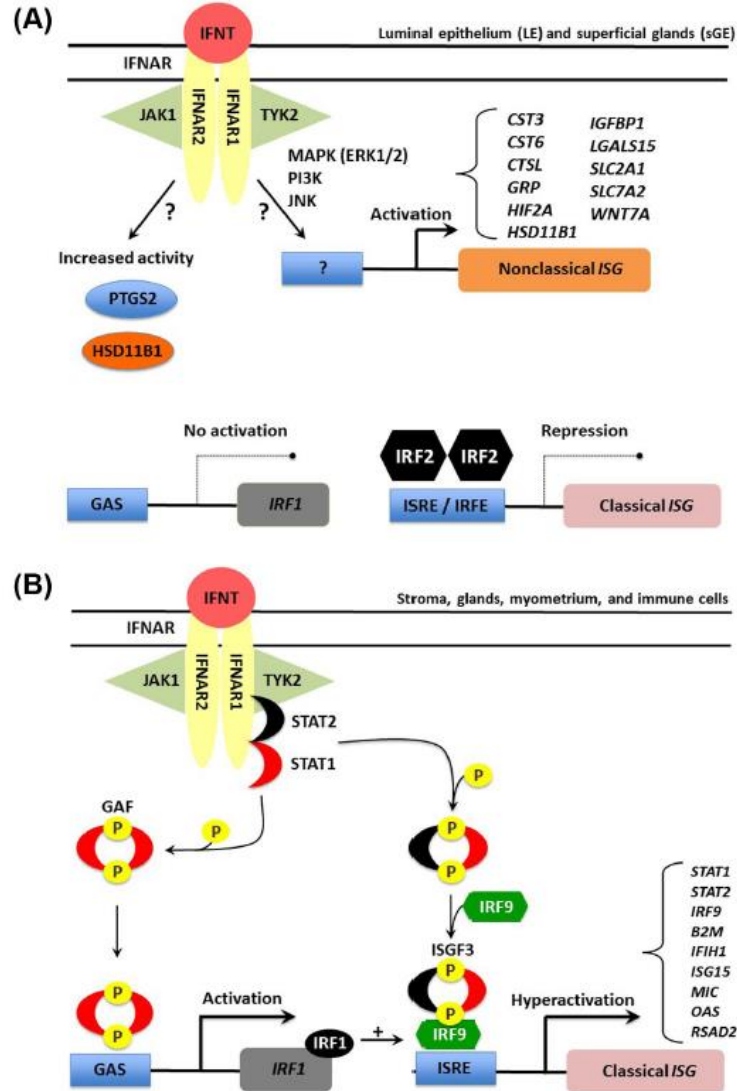 (A)
IFNT
Luminal epithelium (LE) and superficial glands (sGE)
IFNAR
JAK1
IFNAR2
IFNAR1
TYK2
MAPK (ERK1/2)
PI3K
JNK
CST3
CST6
CTSL
GRP
HIF2A
HSD11B1
IGFBP1
LGALS15
SLC2A1
SLC7A2
WNT7A
?
?
Activation
Increased activity
?
Nonclassical ISG
PTGS2
HSD11B1
No activation
GAS
IRF1
IRF2
IRF2
Repression
ISRE / IRFE
Classical ISG
(B)
IFNT
Stroma, glands, myometrium, and immune cells
IFNAR
JAK1
IFNAR2
IFNAR1
TYK2
STAT2
STAT1
GAF
P
P
P
P
P
P
IRF9
ISGF3
P
P
IRF9
P
P
Activation
GAS
IRF1
IRF1
+
Hyperactivation
ISRE
Classical ISG
STAT1
STAT2
IRF9
B2M
IFIH1
ISG15
MIC
OAS
RSAD2